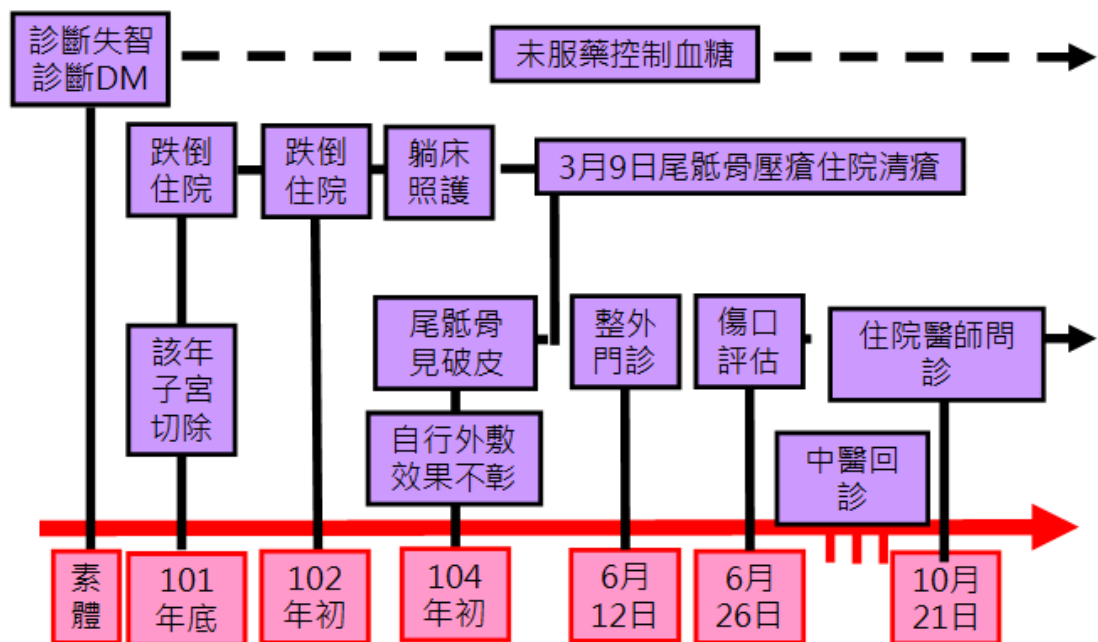 診斷失智
診斷DM
未服藥控制血糖
跌倒
住院
跌倒
住院
躺床
照護
3月9日尾骶骨壓瘡住院清瘡
該年
子宮
切除
尾骶骨
見破皮
自行外敷
效果不彰
整外
門診
傷口
評估
住院醫師問
診
中醫回
診
素
體
101
年底
102
年初
104
年初
6月
12日
6月
26日
10月
21日